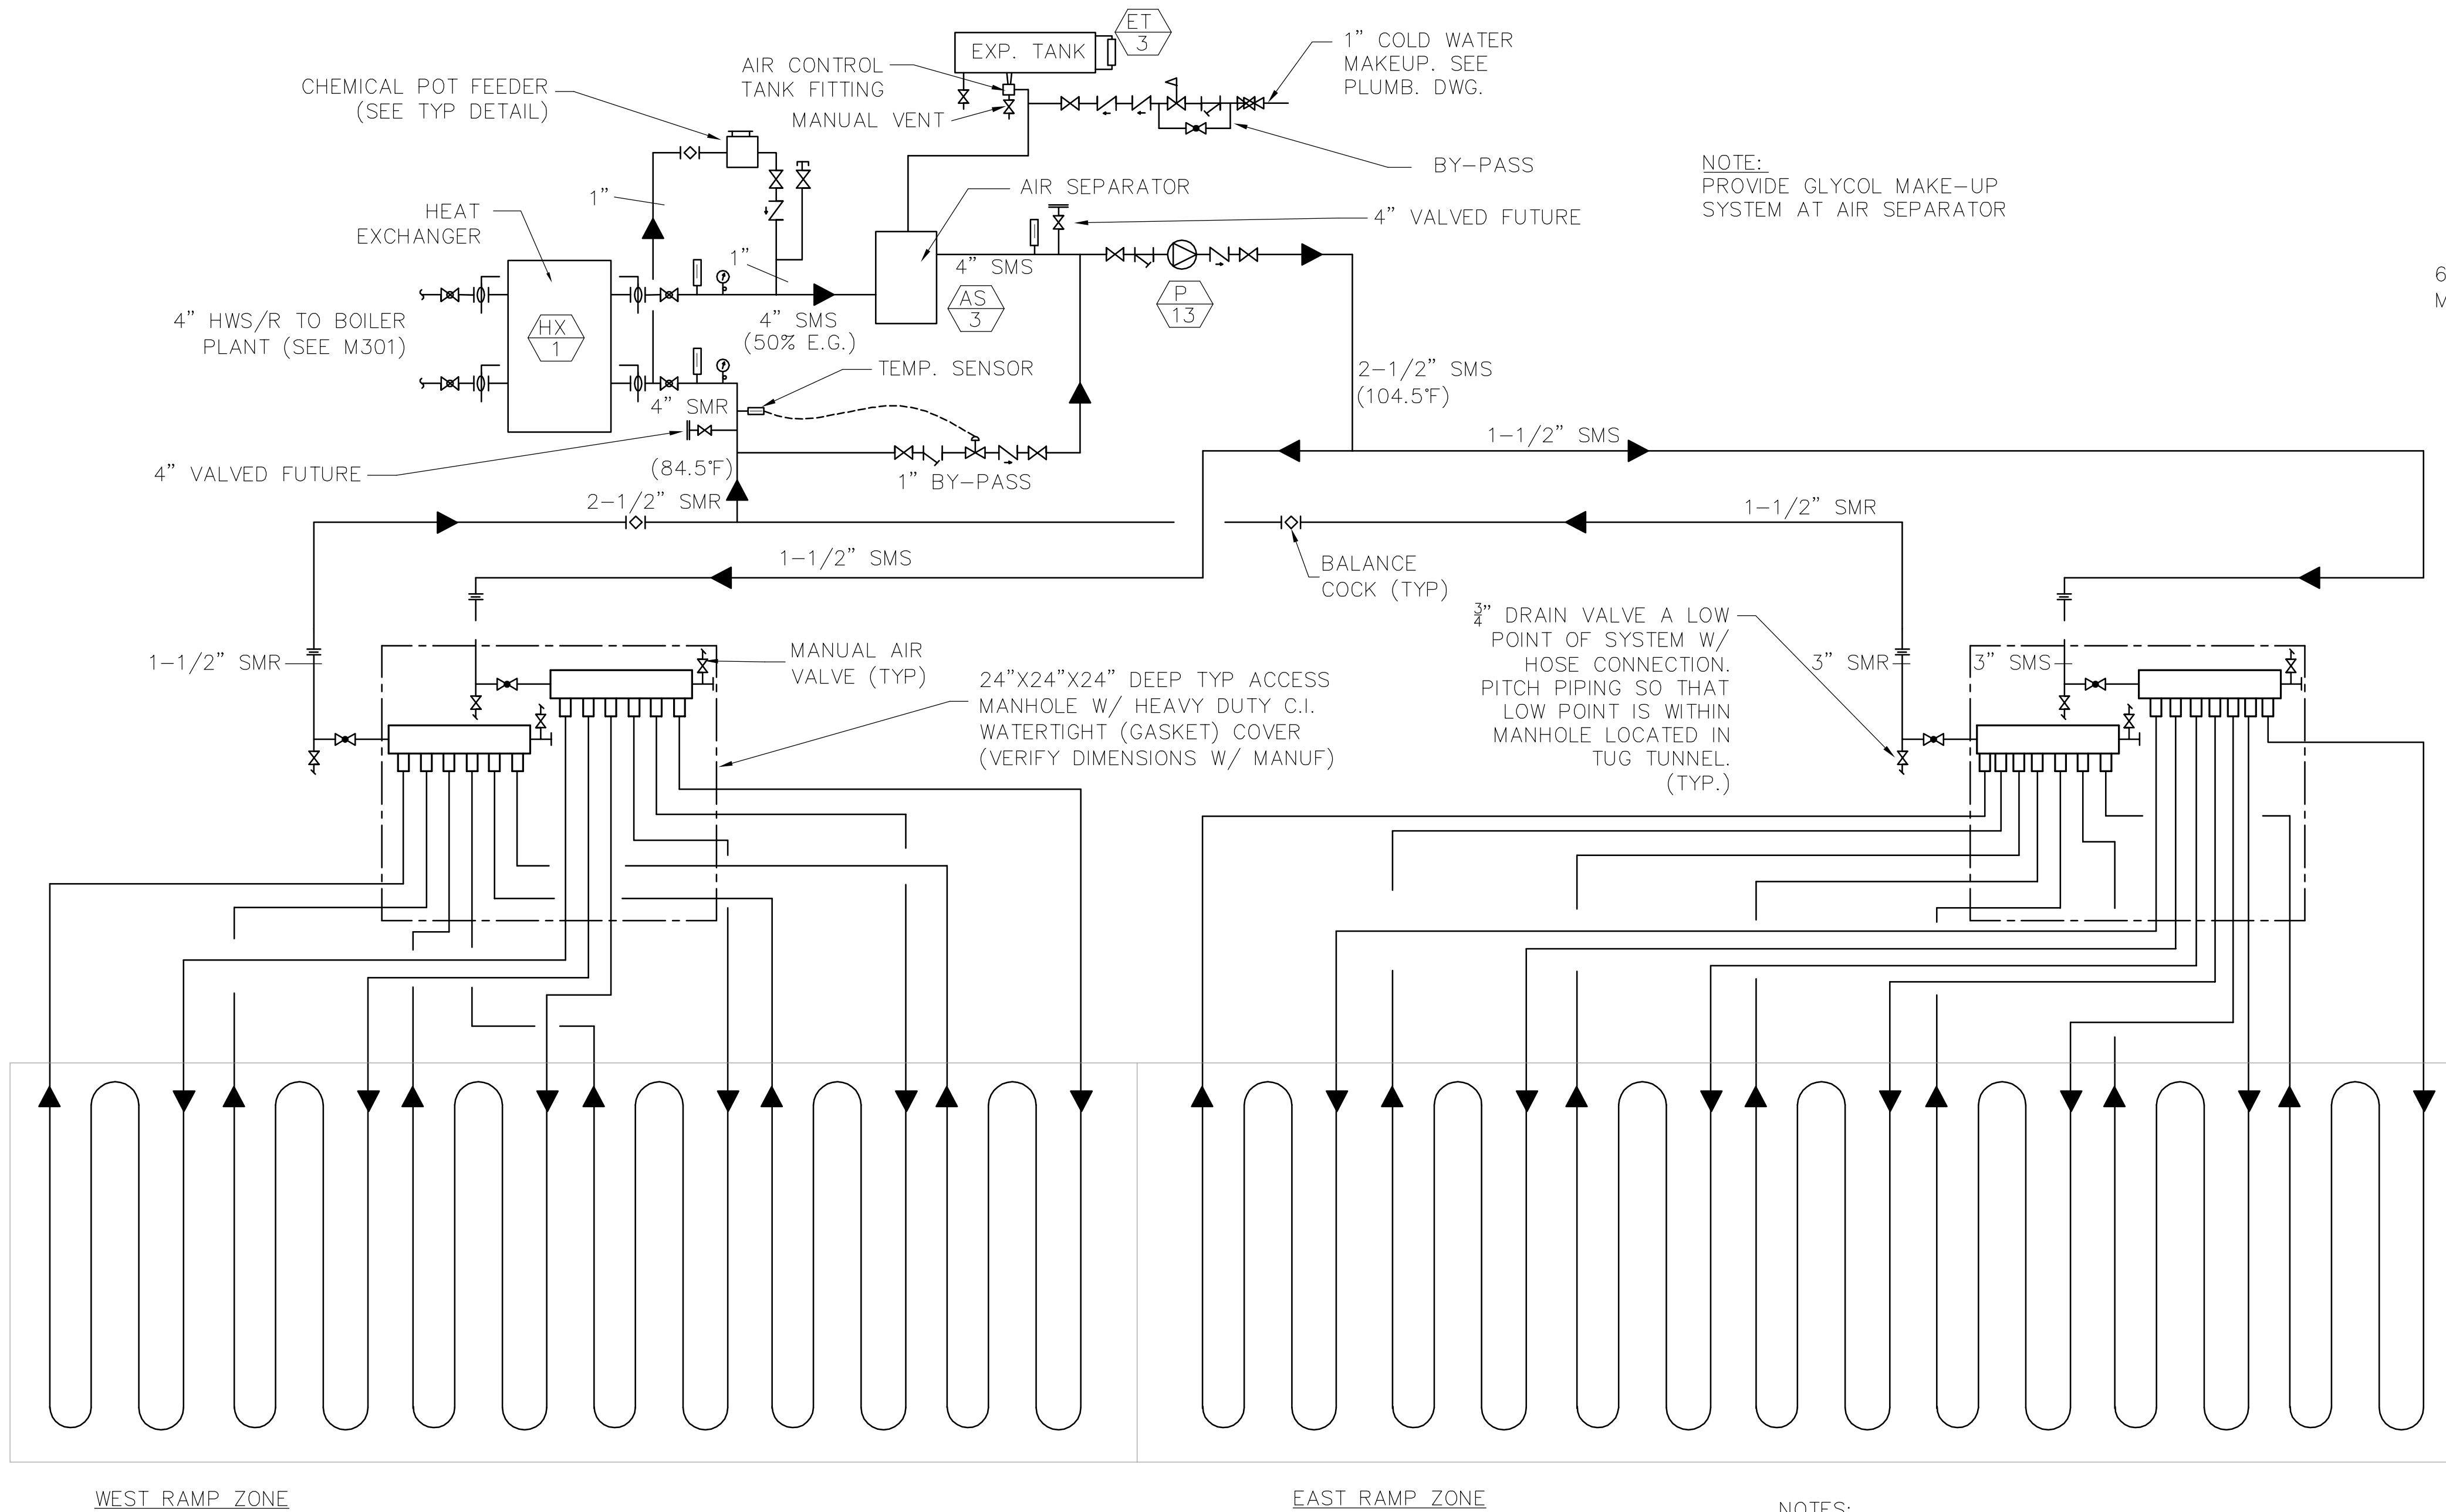 ET
3
EXP. TANK
1" COLD WATER
MAKEUP. SEE
PLUMB. DWG.
AIR CONTROL
TANK FITTING
MANUAL VENT
CHEMICAL POT FEEDER
(SEE TYP DETAIL)
BY-PASS
NOTE:
PROVIDE GLYCOL MAKE-UP
SYSTEM AT AIR SEPARATOR
AIR SEPARATOR
1"
HEAT
EXCHANGER
4" VALVED FUTURE
1"
4" SMS
AS
3
P
13
6
4" HWS/R TO BOILER
PLANT (SEE M301)
HX
1
4" SMS
(50% E.G.)
TEMP. SENSOR
2-1/2" SMS
(104.5°F)
4" SMR
1-1/2" SMS
4" VALVED FUTURE
(84.5°F)
1" BY-PASS
2-1/2" SMR
1-1/2" SMR
1-1/2" SMS
BALANCE
COCK (TYP)
3/4" DRAIN VALVE A LOW
POINT OF SYSTEM W/
HOSE CONNECTION.
PITCH PIPING SO THAT
LOW POINT IS WITHIN
MANHOLE LOCATED IN
TUG TUNNEL.
(TYP.)
1-1/2" SMR
MANUAL AIR
VALVE (TYP)
24"X24"X24" DEEP TYP ACCESS
MANHOLE W/ HEAVY DUTY C.I.
WATERTIGHT (GASKET) COVER
(VERIFY DIMENSIONS W/ MANUF)
3" SMR
3" SMS
WEST RAMP ZONE
EAST RAMP ZONE
NOTES: